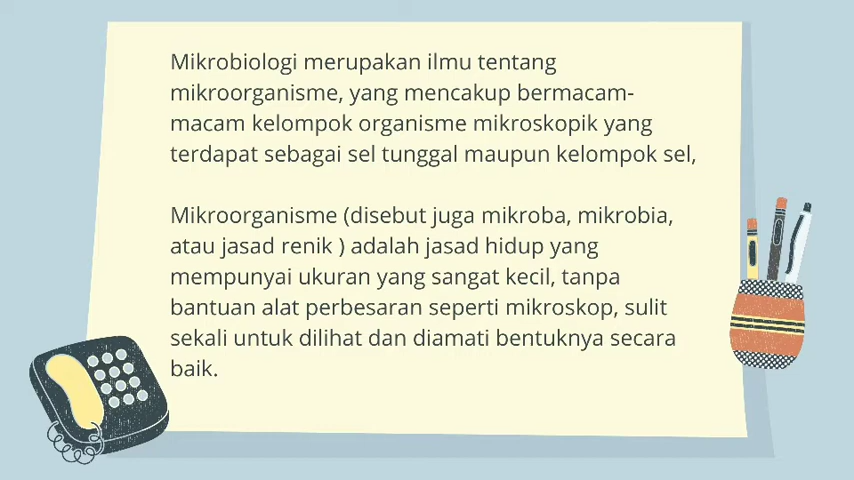 Mikrobiologi merupakan ilmu tentang
mikroorganisme, yang mencakup bermacam-
macam kelompok organisme mikroskopik yang
terdapat sebagai sel tunggal maupun kelompok sel,
Mikroorganisme (disebut juga mikroba, mikrobia,
atau jasad renik ) adalah jasad hidup yang
mempunyai ukuran yang sangat kecil, tanpa
bantuan alat perbesaran seperti mikroskop, sulit
sekali untuk dilihat dan diamati bentuknya secara
baik.